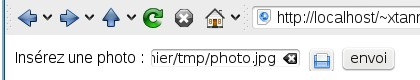 http://localhost/~xtanr
Insérez une photo : nier/tmp/photo.jpg envoi